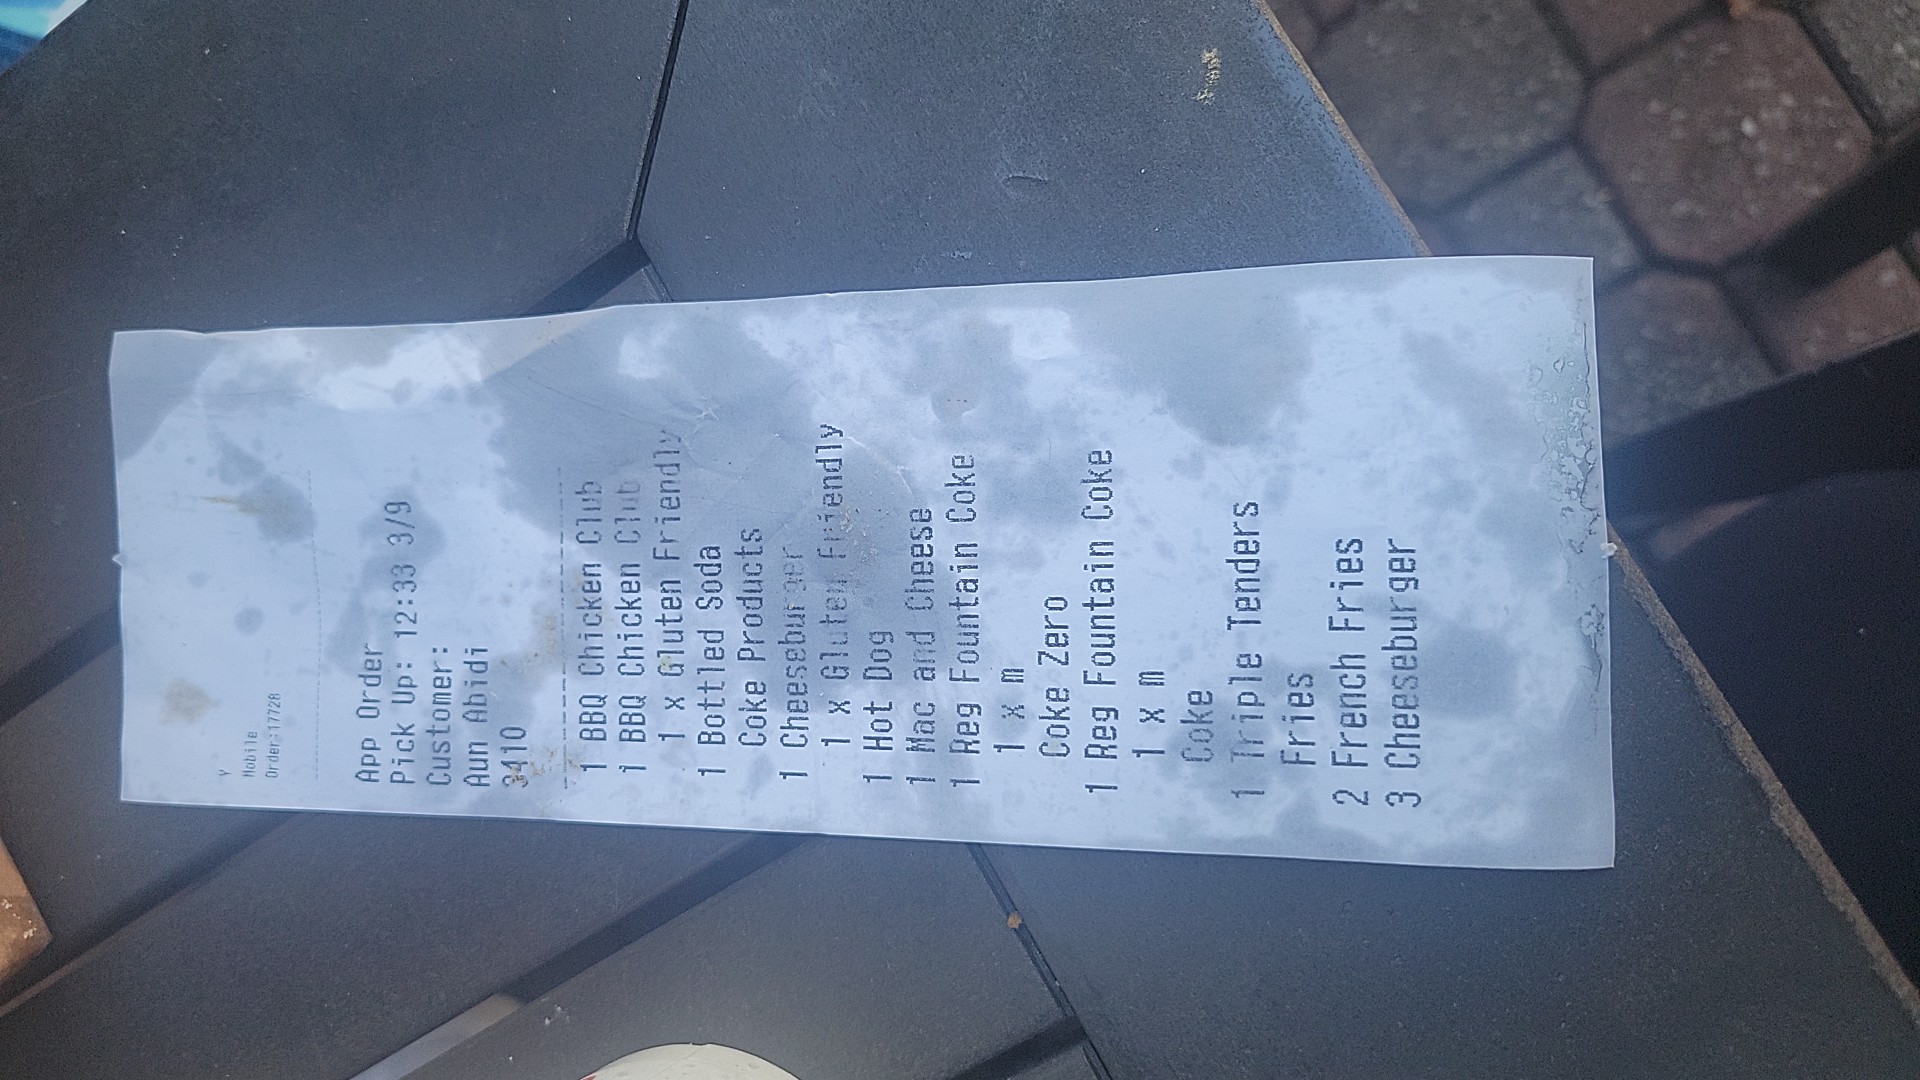 Y
Mobile
Order:17728
App Order
Pick Up: 12:33 3/9
Customer:
Aun Abidi
3410
1 BBQ Chicken Club
1 BBQ Chicken Club
1 x Gluten Friendly
1 Bottled Soda
Coke Products
1 Cheeseburger
1 x Gluten Friendly
1 Hot Dog
1 Mac and Cheese
1 Reg Fountain Coke
1 x m
Coke Zero
1 Reg Fountain Coke
1 x m
Coke
1 Triple Tenders
Fries
2 French Fries
3 Cheeseburger